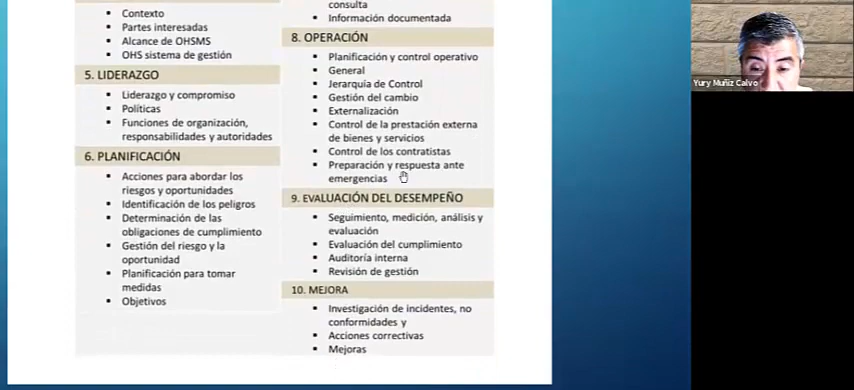 Contexto
Partes interesadas
Alcance de OHSMS
OHS sistema de gestión
5. LIDERAZGO
Liderazgo y compromiso
Políticas
Funciones de organización,
responsabilidades y autoridades
6. PLANIFICACIÓN
Acciones para abordar los
riesgos y oportunidades
Identificación de los peligros
Determinación de las
obligaciones de cumplimiento
Gestión del riesgo y la
oportunidad
Planificación para tomar
medidas
Objetivos
consulta
Información documentada
8. OPERACIÓN
Planificación y control operativo
General
Jerarquía de Control
Gestión del cambio
Externalización
Control de la prestación externa
de bienes y servicios
Control de los contratistas
Preparación y respuesta ante
emergencias
9. EVALUACIÓN DEL DESEMPEÑO
Seguimiento, medición, análisis y
evaluación
Evaluación del cumplimiento
Auditoría interna
Revisión de gestión
10. MEJORA
Investigación de incidentes, no
conformidades y
Acciones correctivas
Mejoras
Yury Muñiz Calvo